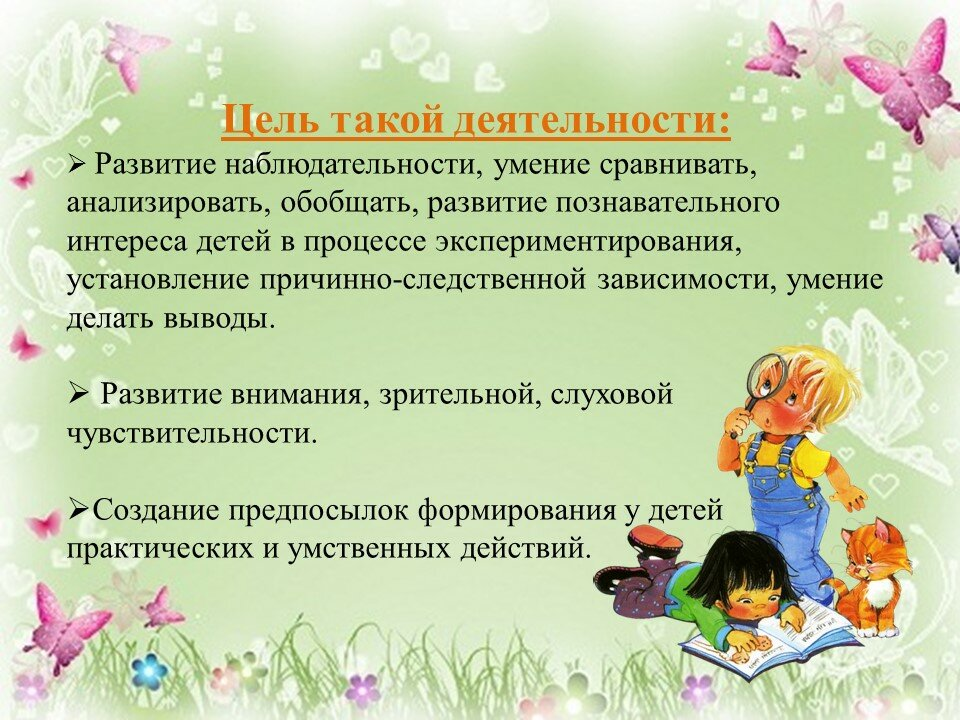 Цель такой деятельности:
➢ Развитие наблюдательности, умение сравнивать,
анализировать, обобщать, развитие познавательного
интереса детей в процессе экспериментирования,
установление причинно-следственной зависимости, умение
делать выводы.
➢ Развитие внимания, зрительной, слуховой
чувствительности.
➢Создание предпосылок формирования у детей
практических и умственных действий.